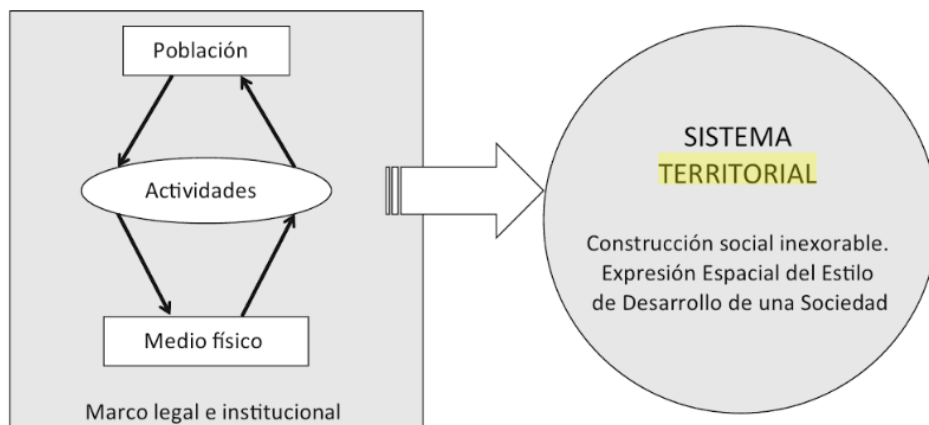 Población
Actividades
Medio físico
Marco legal e institucional
SISTEMA
TERRITORIAL
Construcción social inexorable.
Expresión Espacial del Estilo
de Desarrollo de una Sociedad